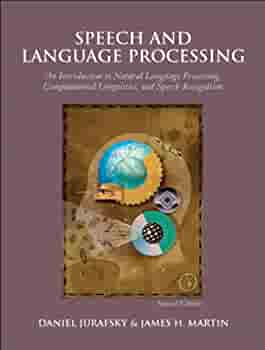 SPEECH AND
LANGUAGE PROCESSING
An Introduction to Natural Language Processing,
Computational Linguistics, and Speech Recognition
Second Edition
DANIEL JURAFSKY & JAMES H. MARTIN